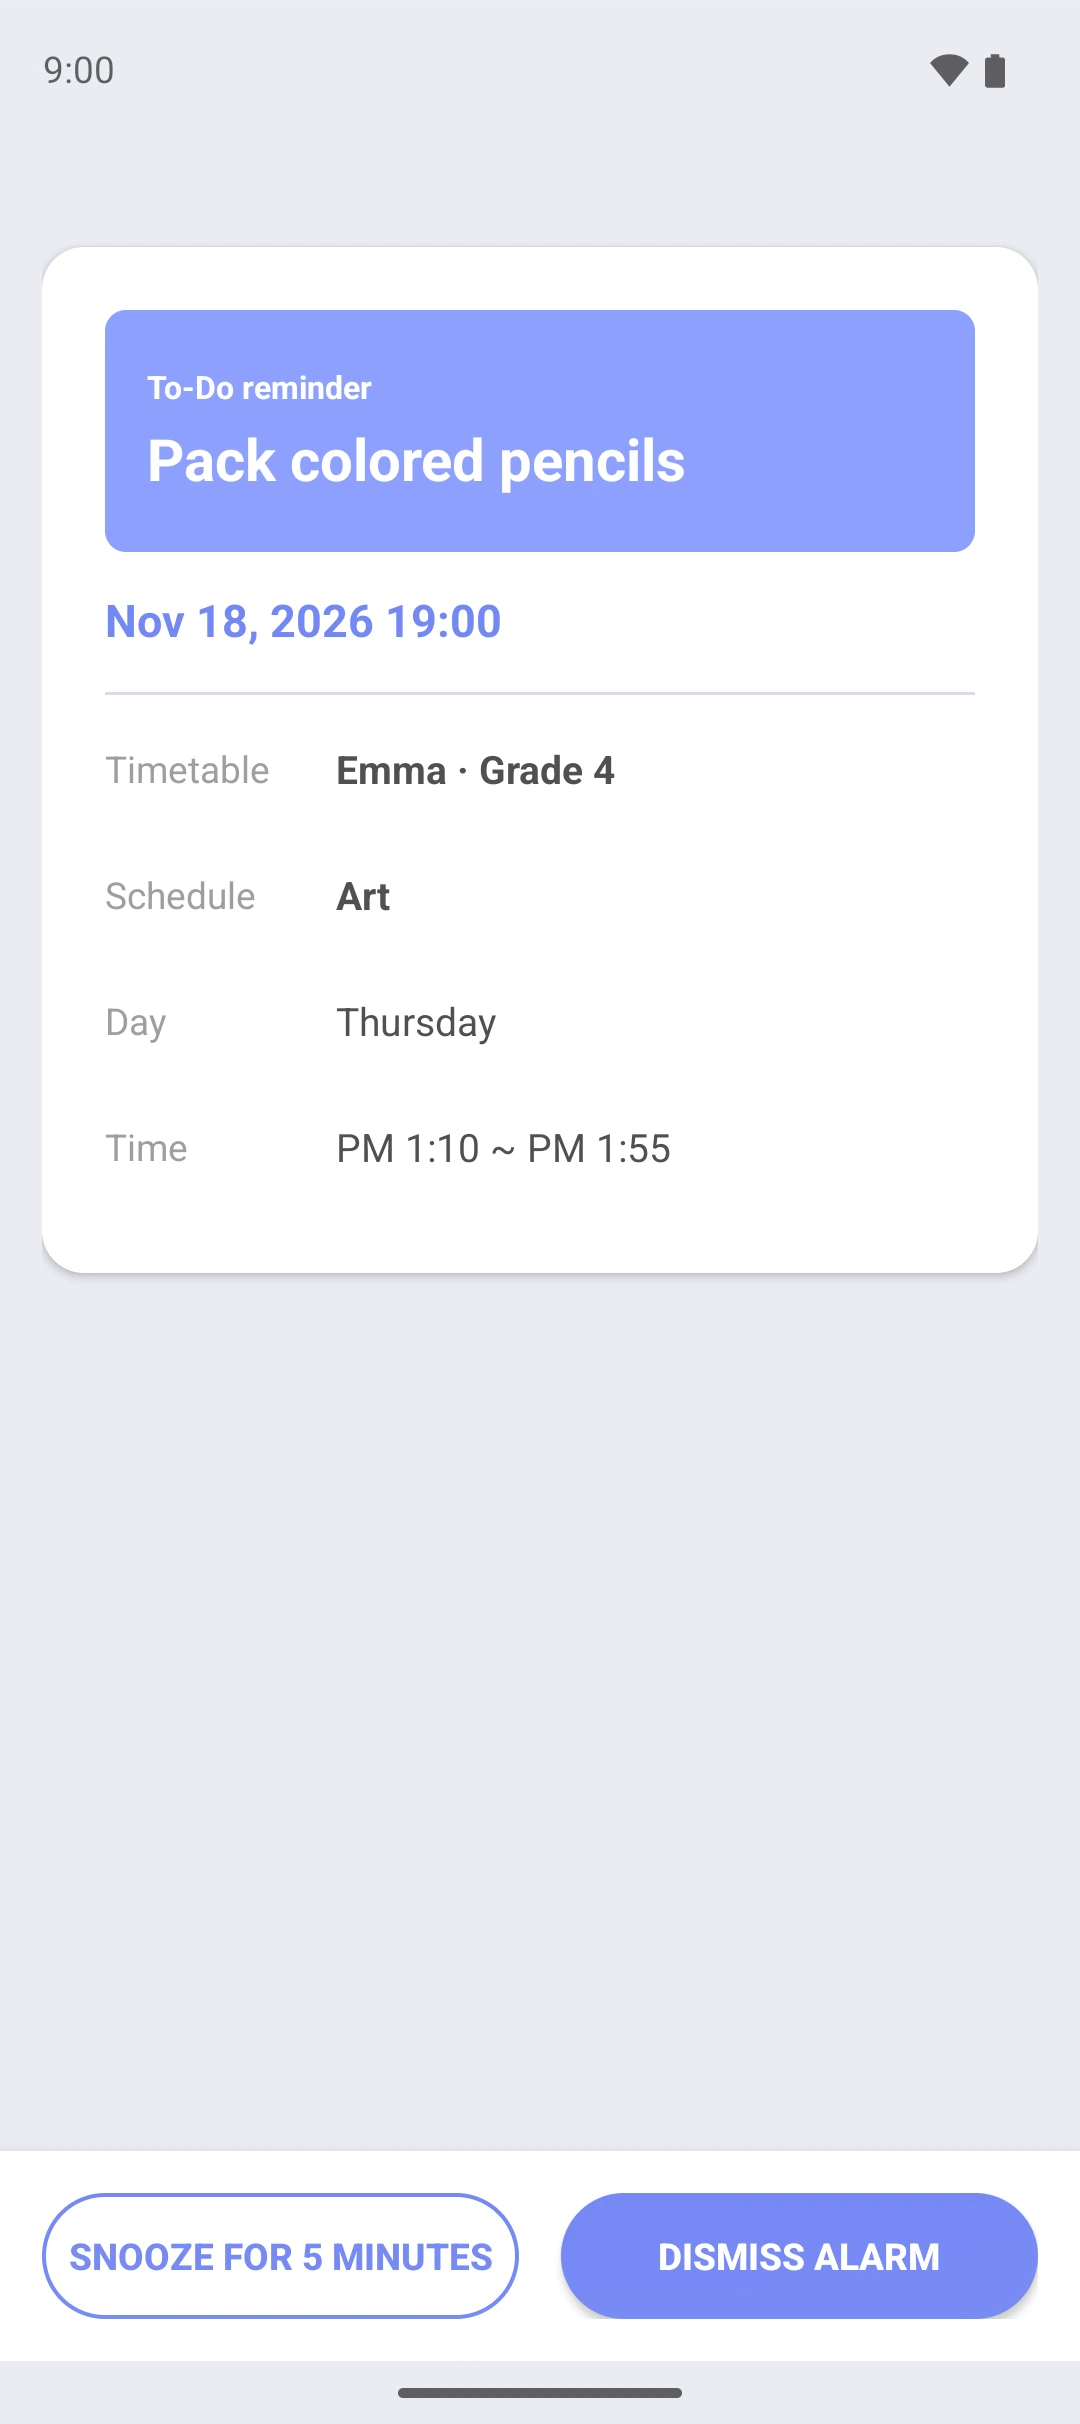 9:00
To-Do reminder
Pack colored pencils
Nov 18, 2026 19:00
Timetable Emma · Grade 4
Schedule Art
Day Thursday
Time PM 1:10 ~ PM 1:55
SNOOZE FOR 5 MINUTES DISMISS ALARM